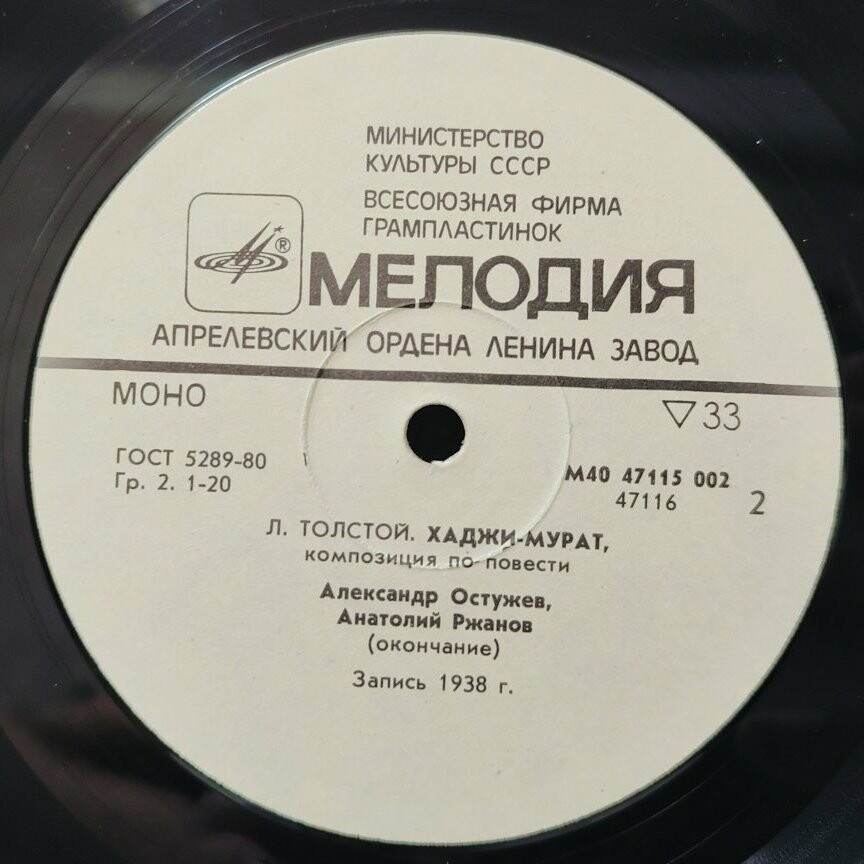 МИНИСТЕРСТВО
КУЛЬТУРЫ СССР
ВСЕСОЮЗНАЯ ФИРМА
ГРАМПЛАСТИНОК
®
МЕЛОДИЯ
АПРЕЛЕВСКИЙ ОРДЕНА ЛЕНИНА ЗАВОД
МОНО ▽33
ГОСТ 5289-80 М40 47115 002
Гр. 2. 1-20 47116 2
Л. ТОЛСТОЙ. ХАДЖИ-МУРАТ,
композиция по повести
Александр Остужев,
Анатолий Ржанов
(окончание)
Запись 1938 г.